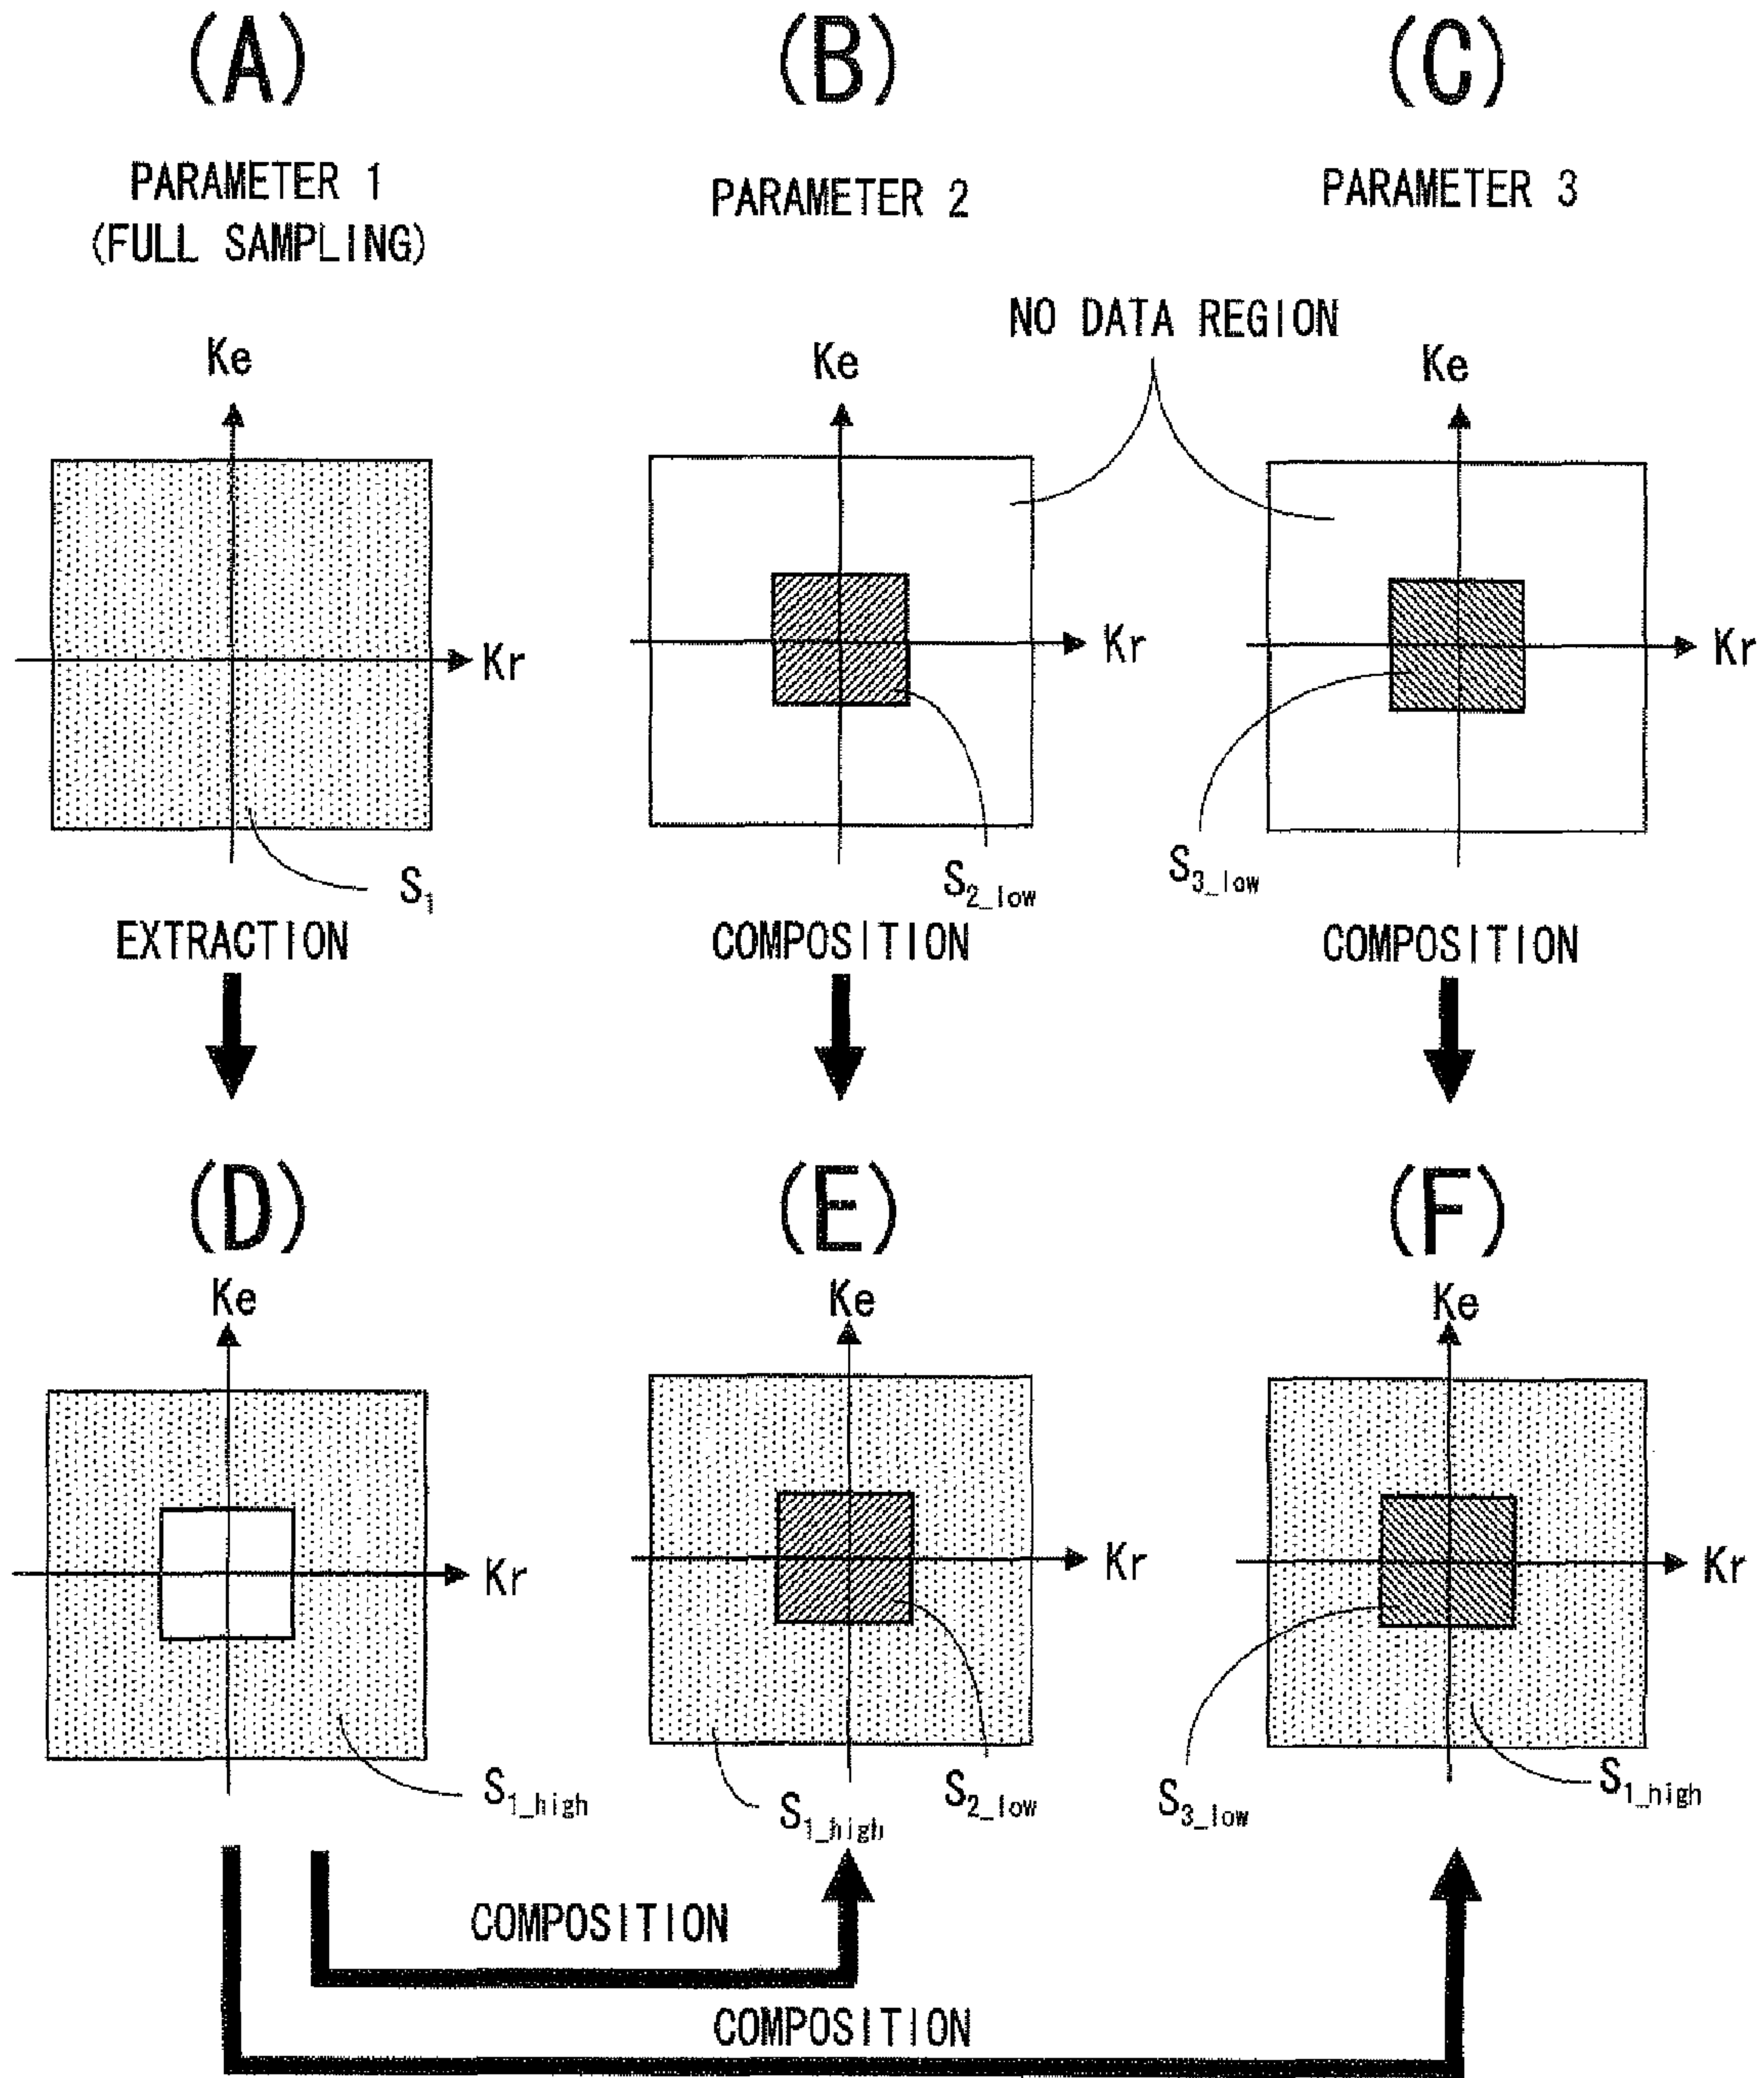 (A)
(B)
(C)
PARAMETER 1
(FULL SAMPLING)
PARAMETER 2
PARAMETER 3
NO DATA REGION
Ke
Ke
Ke
Kr
Kr
Kr
S₁
S₂_low
S₃_low
EXTRACTION
COMPOSITION
COMPOSITION
(D)
(E)
(F)
Ke
Ke
Ke
Kr
Kr
Kr
S₁_high
S₁_high
S₂_low
S₃_low
S₁_high
COMPOSITION
COMPOSITION